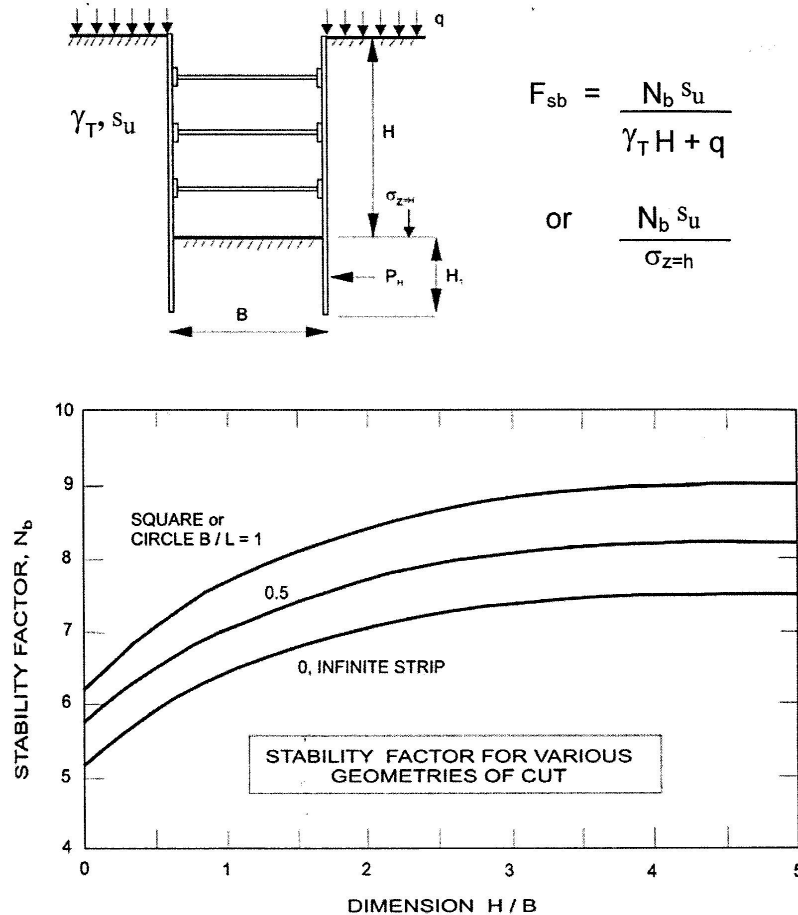 q
γT, su
H
σz=H
PH
H1
B
Fsb = Nb su
γT H + q
or Nb su
σz=h
10
9
8
7
6
5
4
STABILITY FACTOR, Nb
SQUARE or
CIRCLE B / L = 1
0.5
0, INFINITE STRIP
STABILITY FACTOR FOR VARIOUS
GEOMETRIES OF CUT
0 1 2 3 4 5
DIMENSION H / B